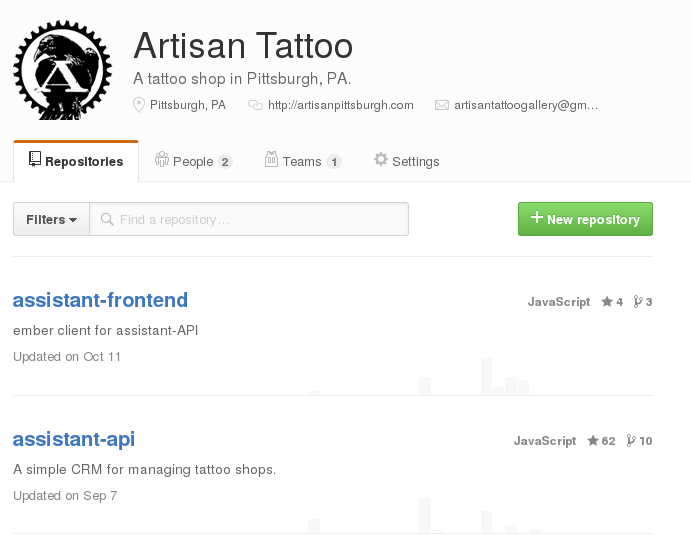 A
Artisan Tattoo
A tattoo shop in Pittsburgh, PA.
Pittsburgh, PA http://artisanpittsburgh.com artisantattoogallery@gm...
Repositories People 2 Teams 1 Settings
Filters Find a repository... + New repository
assistant-frontend JavaScript 4 3
ember client for assistant-API
Updated on Oct 11
assistant-api JavaScript 62 10
A simple CRM for managing tattoo shops.
Updated on Sep 7